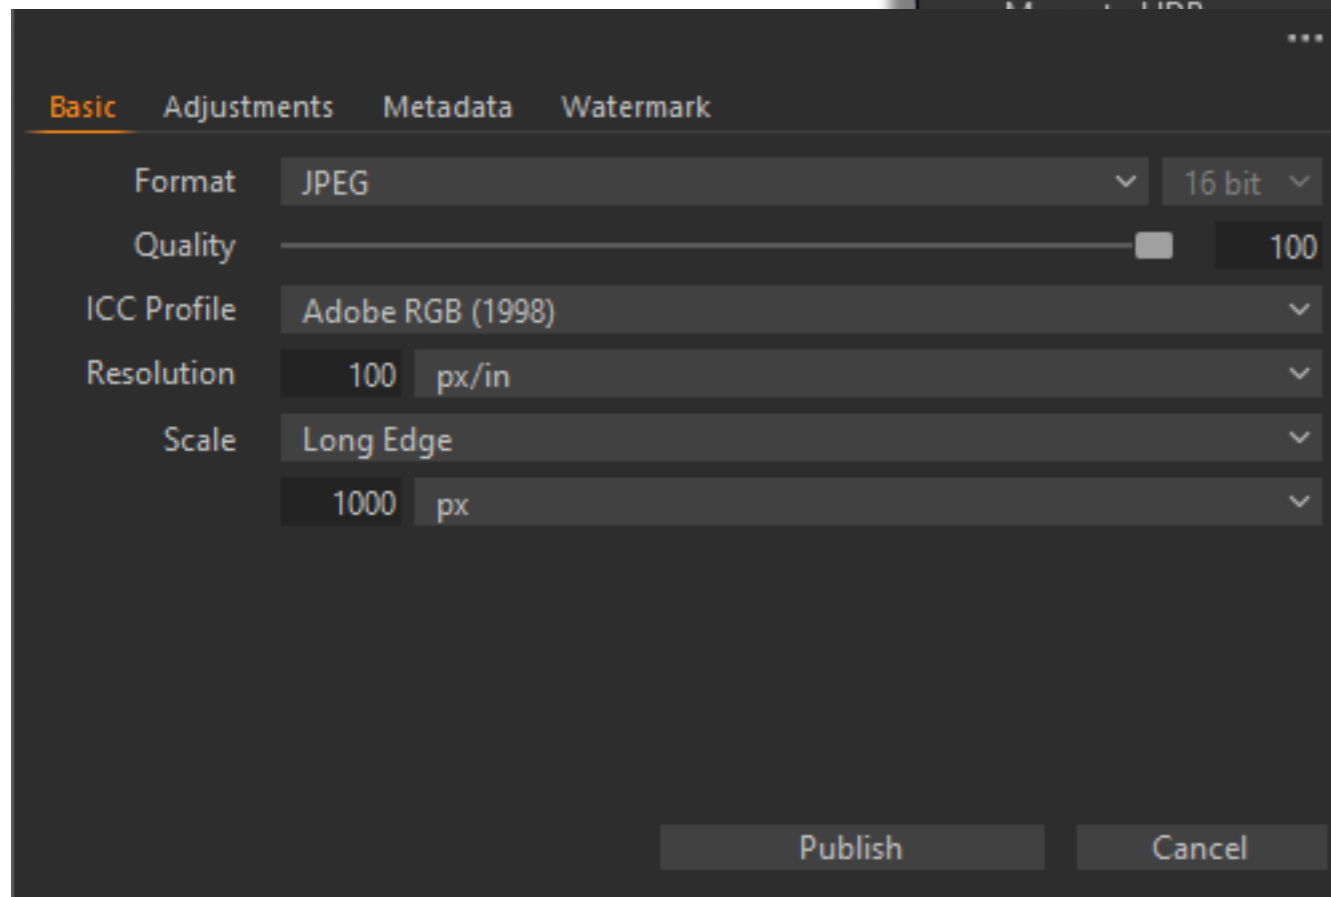 Basic Adjustments Metadata Watermark
Format JPEG 16 bit
Quality 100
ICC Profile Adobe RGB (1998)
Resolution 100 px/in
Scale Long Edge
1000 px
Publish Cancel